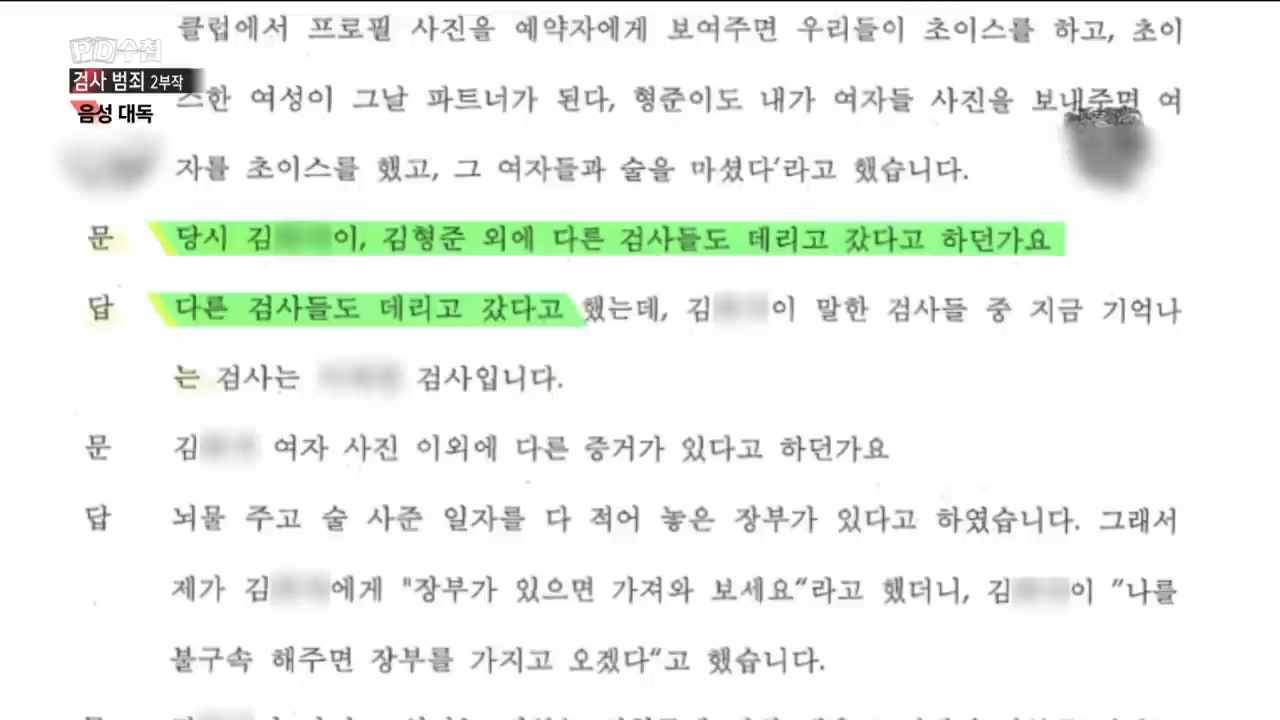 클럽에서 프로필 사진을 예약자에게 보여주면 우리들이 초이스를 하고, 초이
PD수첩
검사 범죄 2부작
스한 여성이 그날 파트너가 된다, 형준이도 내가 여자들 사진을 보내주면 여
음성 대독
자를 초이스를 했고, 그 여자들과 술을 마셨다'라고 했습니다.
문 당시 김 이, 김형준 외에 다른 검사들도 데리고 갔다고 하던가요
답 다른 검사들도 데리고 갔다고 했는데, 김 이 말한 검사들 중 지금 기억나
는 검사는 검사입니다.
문 김 여자 사진 이외에 다른 증거가 있다고 하던가요
답 뇌물 주고 술 사준 일자를 다 적어 놓은 장부가 있다고 하였습니다. 그래서
제가 김 에게 "장부가 있으면 가져와 보세요"라고 했더니, 김 이 "나를
불구속 해주면 장부를 가지고 오겠다"고 했습니다.